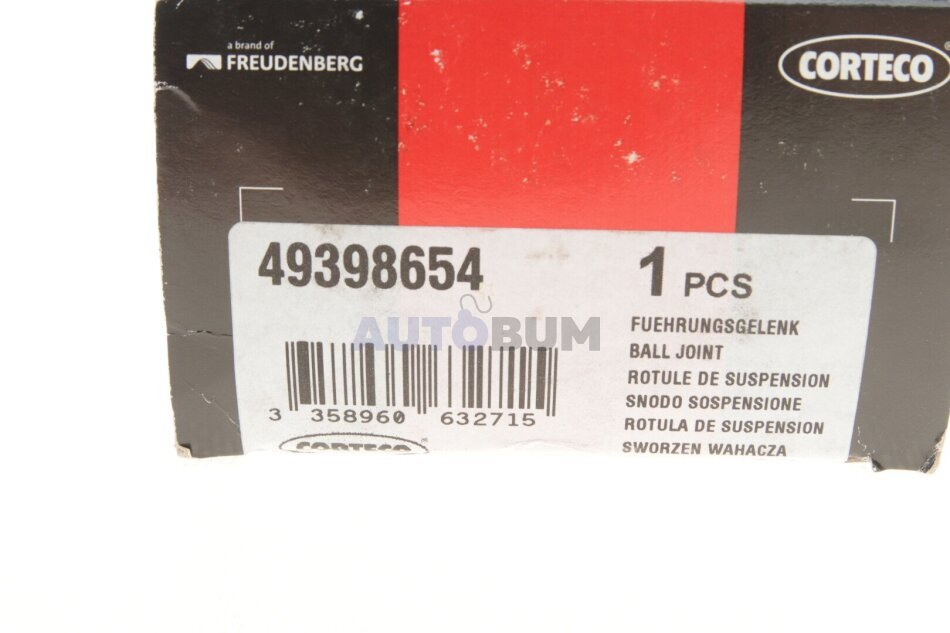 a brand of
FREUDENBERG
CORTECO
49398654
1 PCS
AUTOBUM
FUEHRUNGSGELENK
BALL JOINT
ROTULE DE SUSPENSION
SNODO SOSPENSIONE
ROTULA DE SUSPENSION
SWORZEN WAHACZA
3 358960 632715
CORTECO